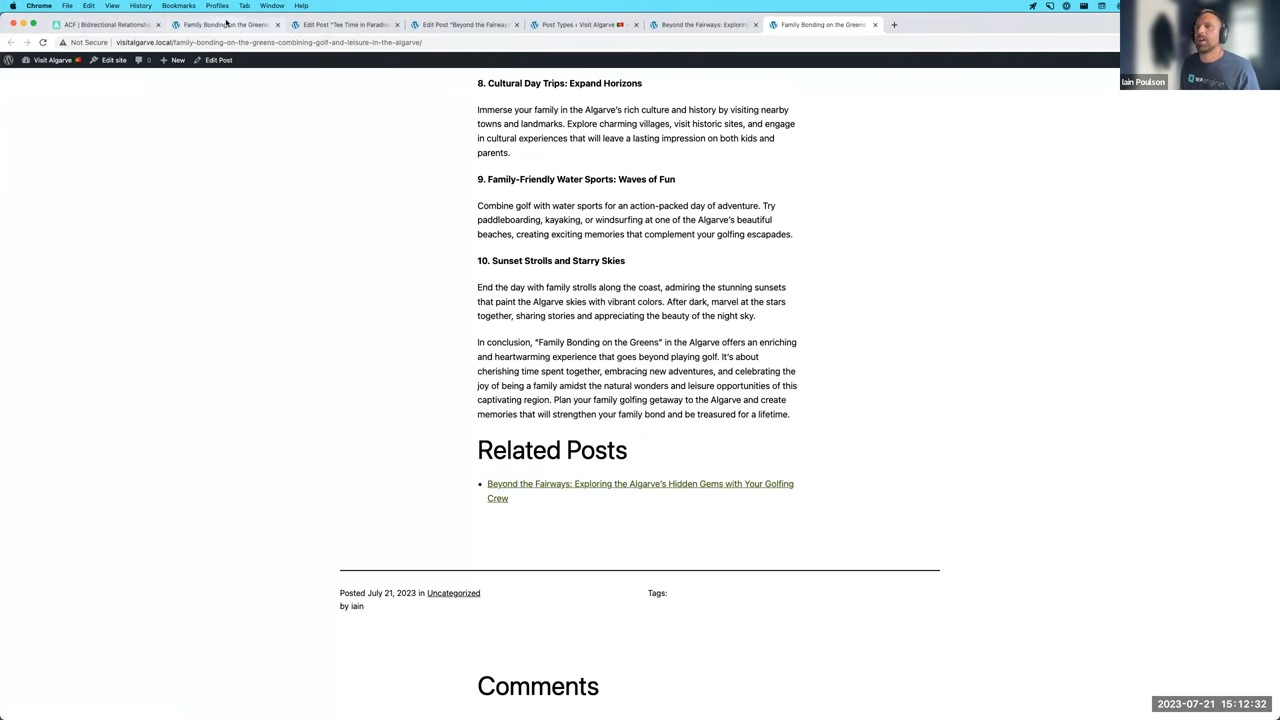 Chrome File Edit View History Bookmarks Profiles Tab Window Help
ACF | Bidirectional Relationship Family Bonding on the Greens Edit Post "Tee Time in Paradise Edit Post "Beyond the Fairways: Post Types ‹ Visit Algarve Beyond the Fairways: Exploring Family Bonding on the Greens
Not Secure visitalgarve.local/family-bonding-on-the-greens-combining-golf-and-leisure-in-the-algarve/
Visit Algarve Edit site 0 New Edit Post
Iain Poulson
8. Cultural Day Trips: Expand Horizons
Immerse your family in the Algarve's rich culture and history by visiting nearby
towns and landmarks. Explore charming villages, visit historic sites, and engage
in cultural experiences that will leave a lasting impression on both kids and
parents.
9. Family-Friendly Water Sports: Waves of Fun
Combine golf with water sports for an action-packed day of adventure. Try
paddleboarding, kayaking, or windsurfing at one of the Algarve's beautiful
beaches, creating exciting memories that complement your golfing escapades.
10. Sunset Strolls and Starry Skies
End the day with family strolls along the coast, admiring the stunning sunsets
that paint the Algarve skies with vibrant colors. After dark, marvel at the stars
together, sharing stories and appreciating the beauty of the night sky.
In conclusion, "Family Bonding on the Greens" in the Algarve offers an enriching
and heartwarming experience that goes beyond playing golf. It's about
cherishing time spent together, embracing new adventures, and celebrating the
joy of being a family amidst the natural wonders and leisure opportunities of this
captivating region. Plan your family golfing getaway to the Algarve and create
memories that will strengthen your family bond and be treasured for a lifetime.
Related Posts
• Beyond the Fairways: Exploring the Algarve's Hidden Gems with Your Golfing
Crew
Posted July 21, 2023 in Uncategorized
by iain
Tags:
Comments
2023-07-21 15:12:32